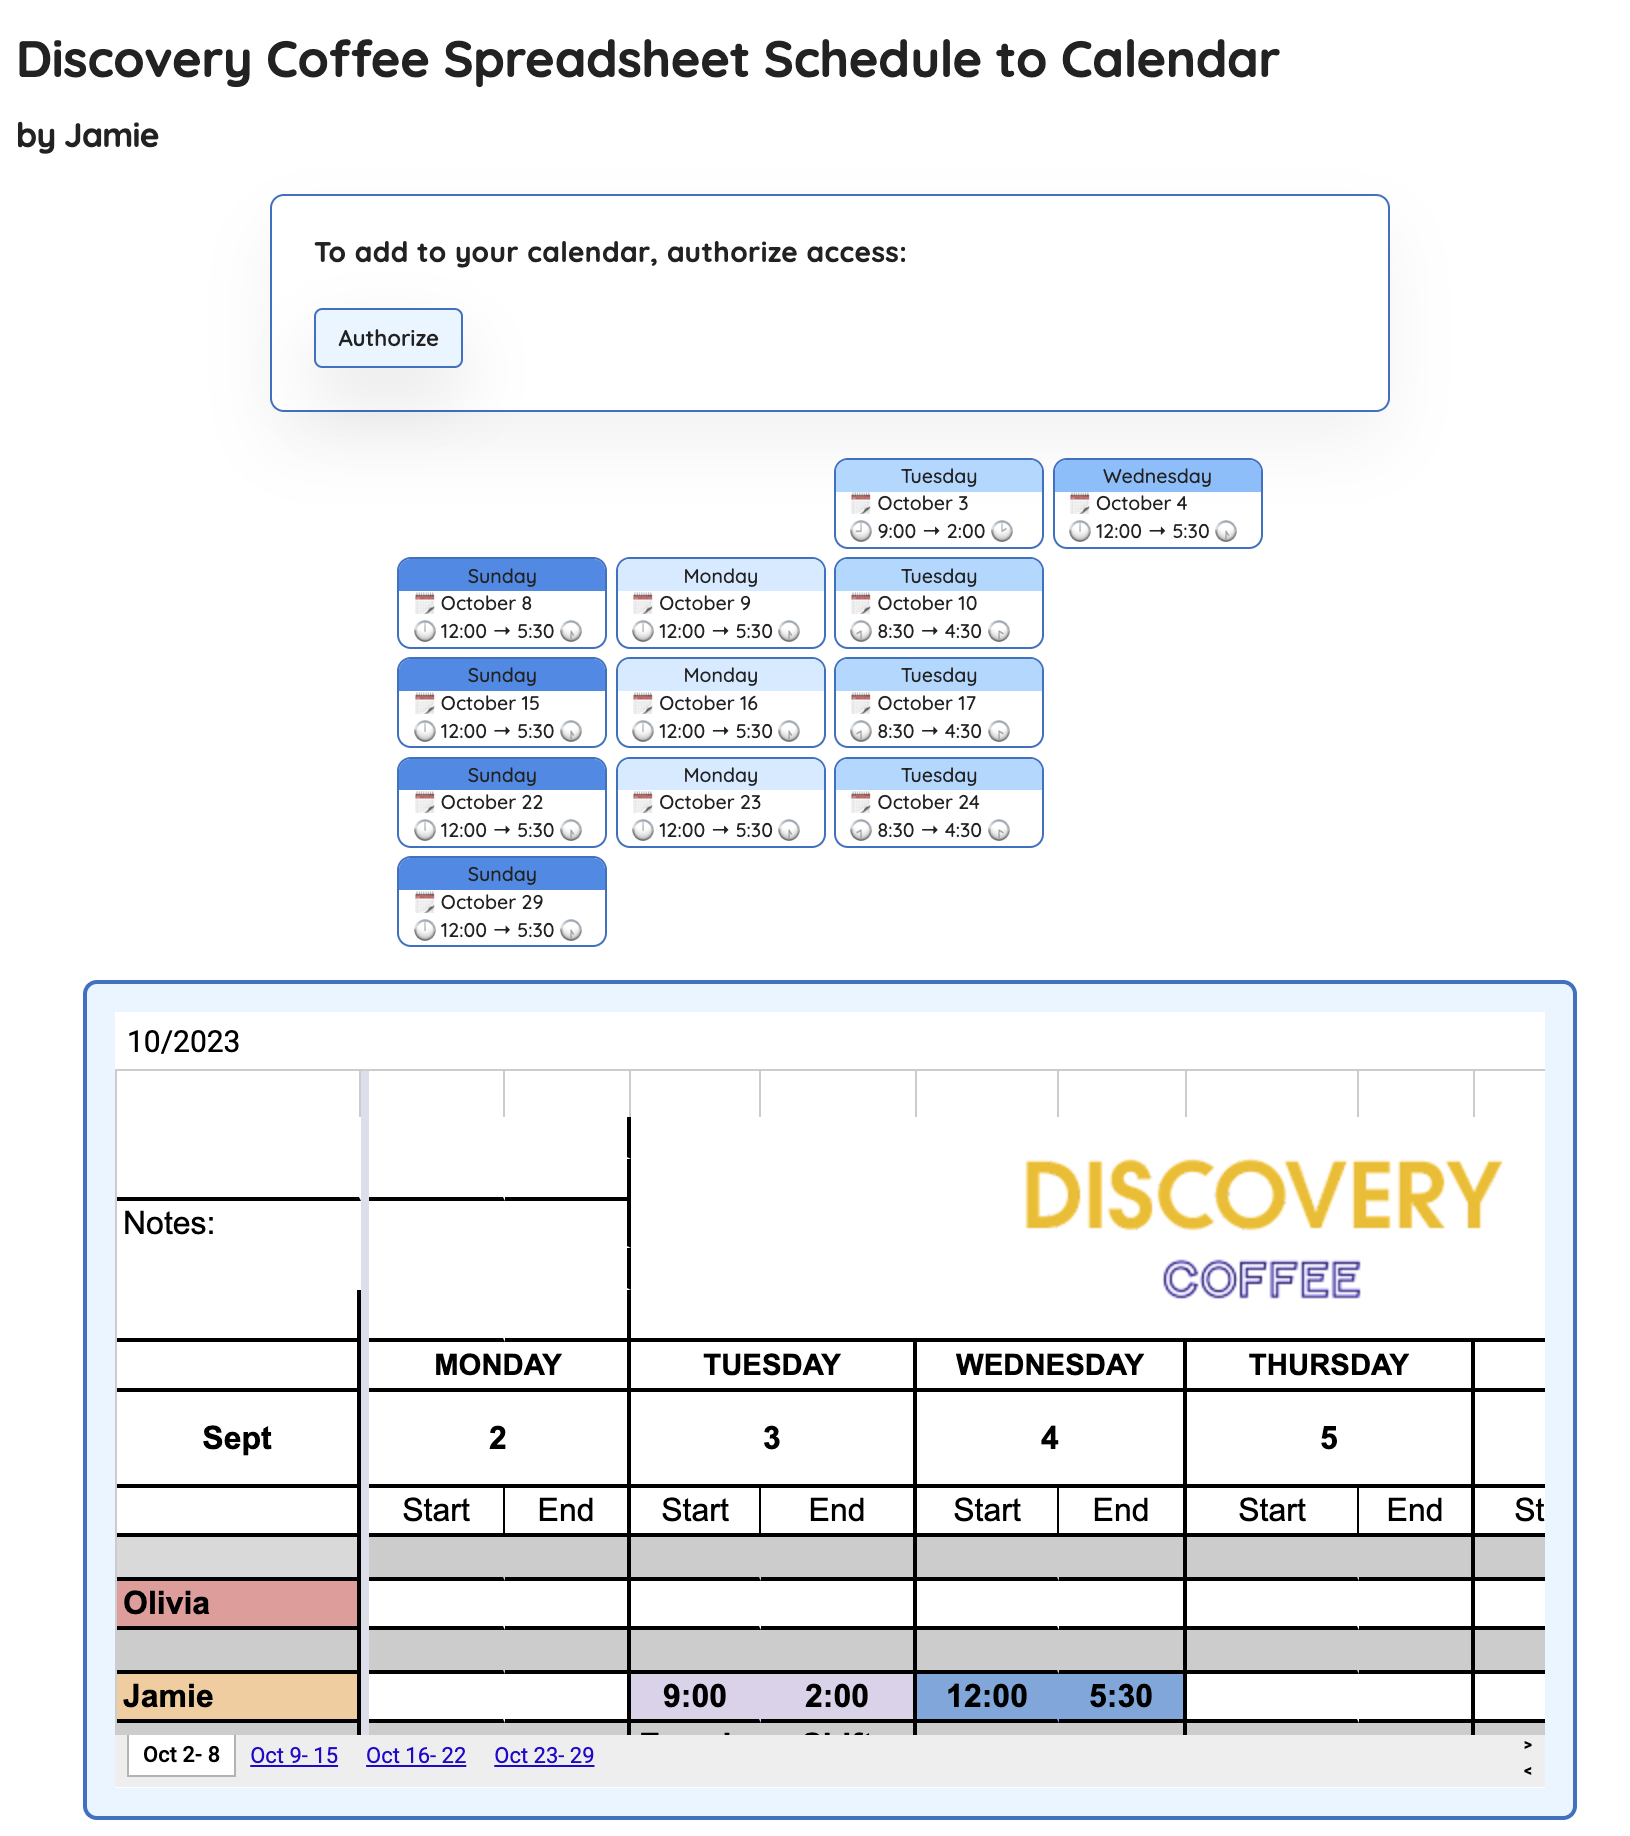 Discovery Coffee Spreadsheet Schedule to Calendar
by Jamie
To add to your calendar, authorize access:
Authorize
Tuesday Wednesday
October 3 October 4
9:00 → 2:00 12:00 → 5:30
Sunday Monday Tuesday
October 8 October 9 October 10
12:00 → 5:30 12:00 → 5:30 8:30 → 4:30
Sunday Monday Tuesday
October 15 October 16 October 17
12:00 → 5:30 12:00 → 5:30 8:30 → 4:30
Sunday Monday Tuesday
October 22 October 23 October 24
12:00 → 5:30 12:00 → 5:30 8:30 → 4:30
Sunday
October 29
12:00 → 5:30
10/2023
DISCOVERY
Notes:
COFFEE
MONDAY TUESDAY WEDNESDAY THURSDAY
Sept 2 3 4 5
Start End Start End Start End Start End St
Olivia
Jamie 9:00 2:00 12:00 5:30
Oct 2- 8 Oct 9- 15 Oct 16- 22 Oct 23- 29 >
<